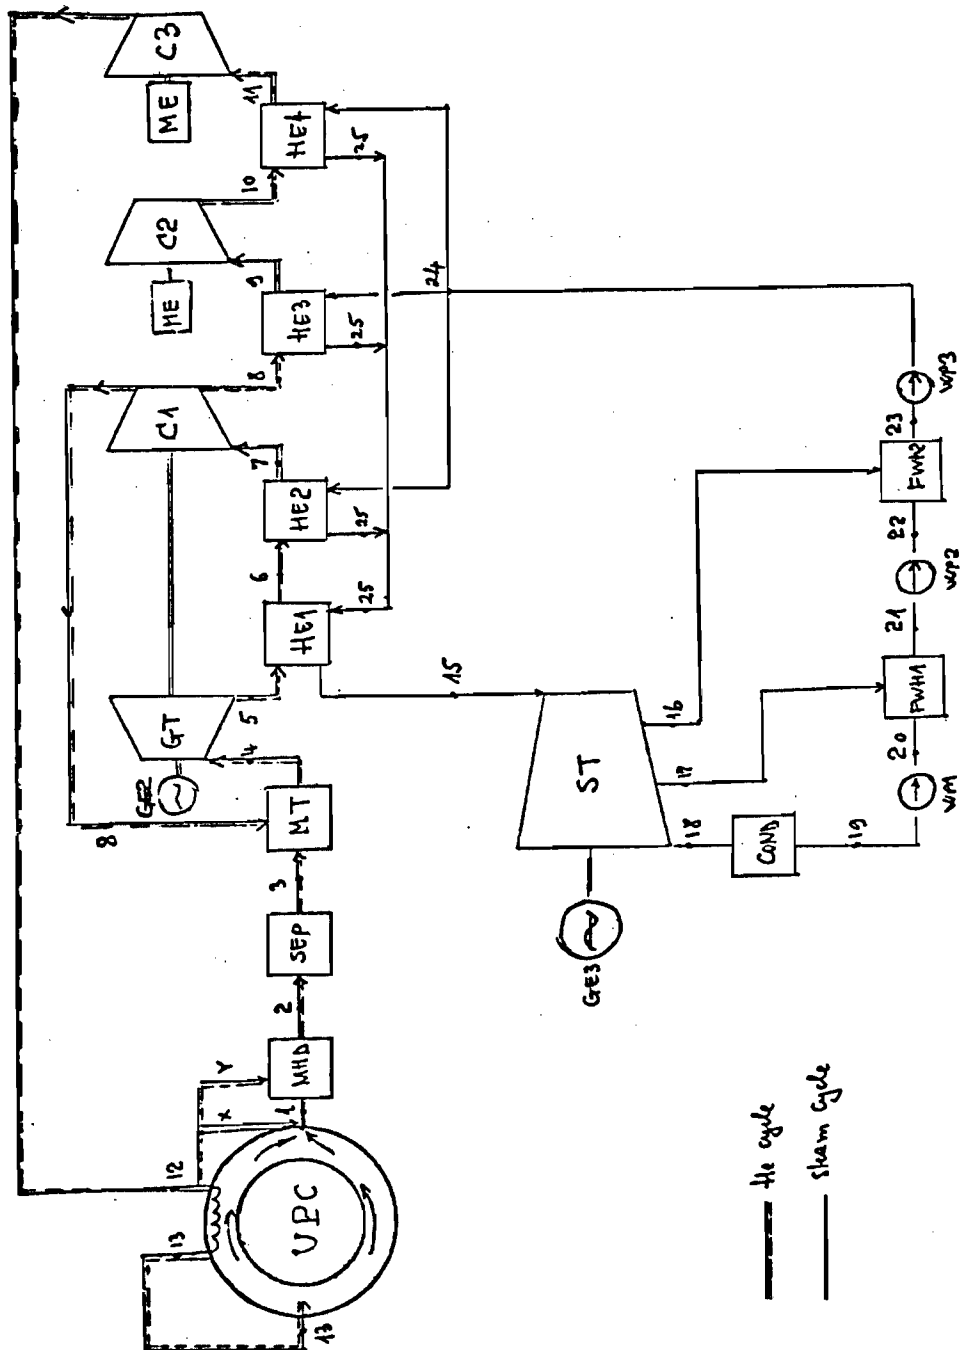 UPC
13
13
12
X
Y
1
MHD
2
SEP
3
MT
8
4
GE2
GT
5
HE1
6
25
HE2
25
7
C1
8
HE3
25
9
ME
C2
10
HE4
25
11
ME
C3
24
15
ST
GE3
16
17
18
COND
19
20
FWH1
21
WP2
22
FWH2
23
WP3
He cycle
Steam Cycle